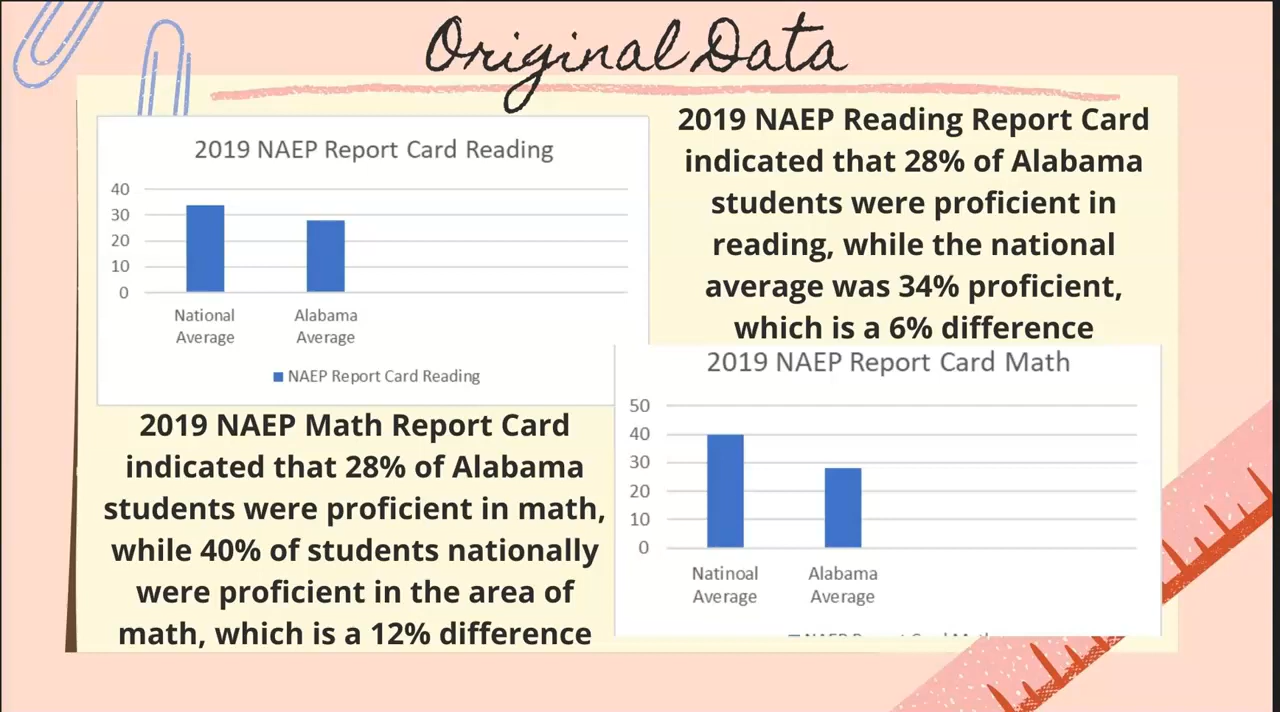 Original Data
2019 NAEP Report Card Reading
40
30
20
10
0
National
Average
Alabama
Average
NAEP Report Card Reading
2019 NAEP Reading Report Card
indicated that 28% of Alabama
students were proficient in
reading, while the national
average was 34% proficient,
which is a 6% difference
2019 NAEP Math Report Card
indicated that 28% of Alabama
students were proficient in math,
while 40% of students nationally
were proficient in the area of
math, which is a 12% difference
2019 NAEP Report Card Math
50
40
30
20
10
0
Natinoal
Average
Alabama
Average